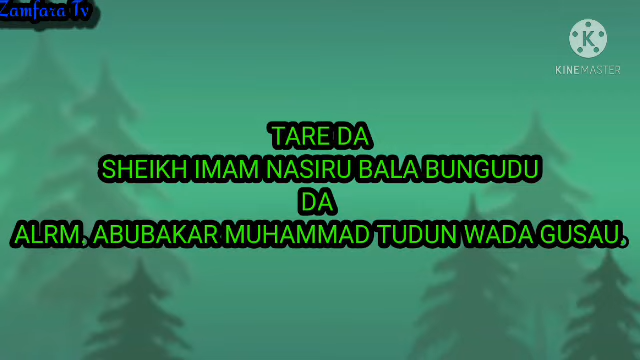 Zamfara Tv
K
KINEMASTER
TARE DA
SHEIKH IMAM NASIRU BALA BUNGUDU
DA
ALRM. ABUBAKAR MUHAMMAD TUDUN WADA GUSAU.